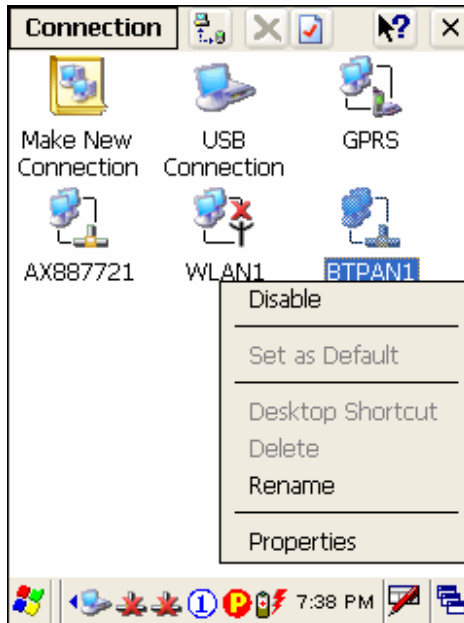 Connection
?
Make New
Connection
USB
Connection
GPRS
AX887721
WLAN1
BTPAN1
Disable
Set as Default
Desktop Shortcut
Delete
Rename
Properties
1
P
7:38 PM